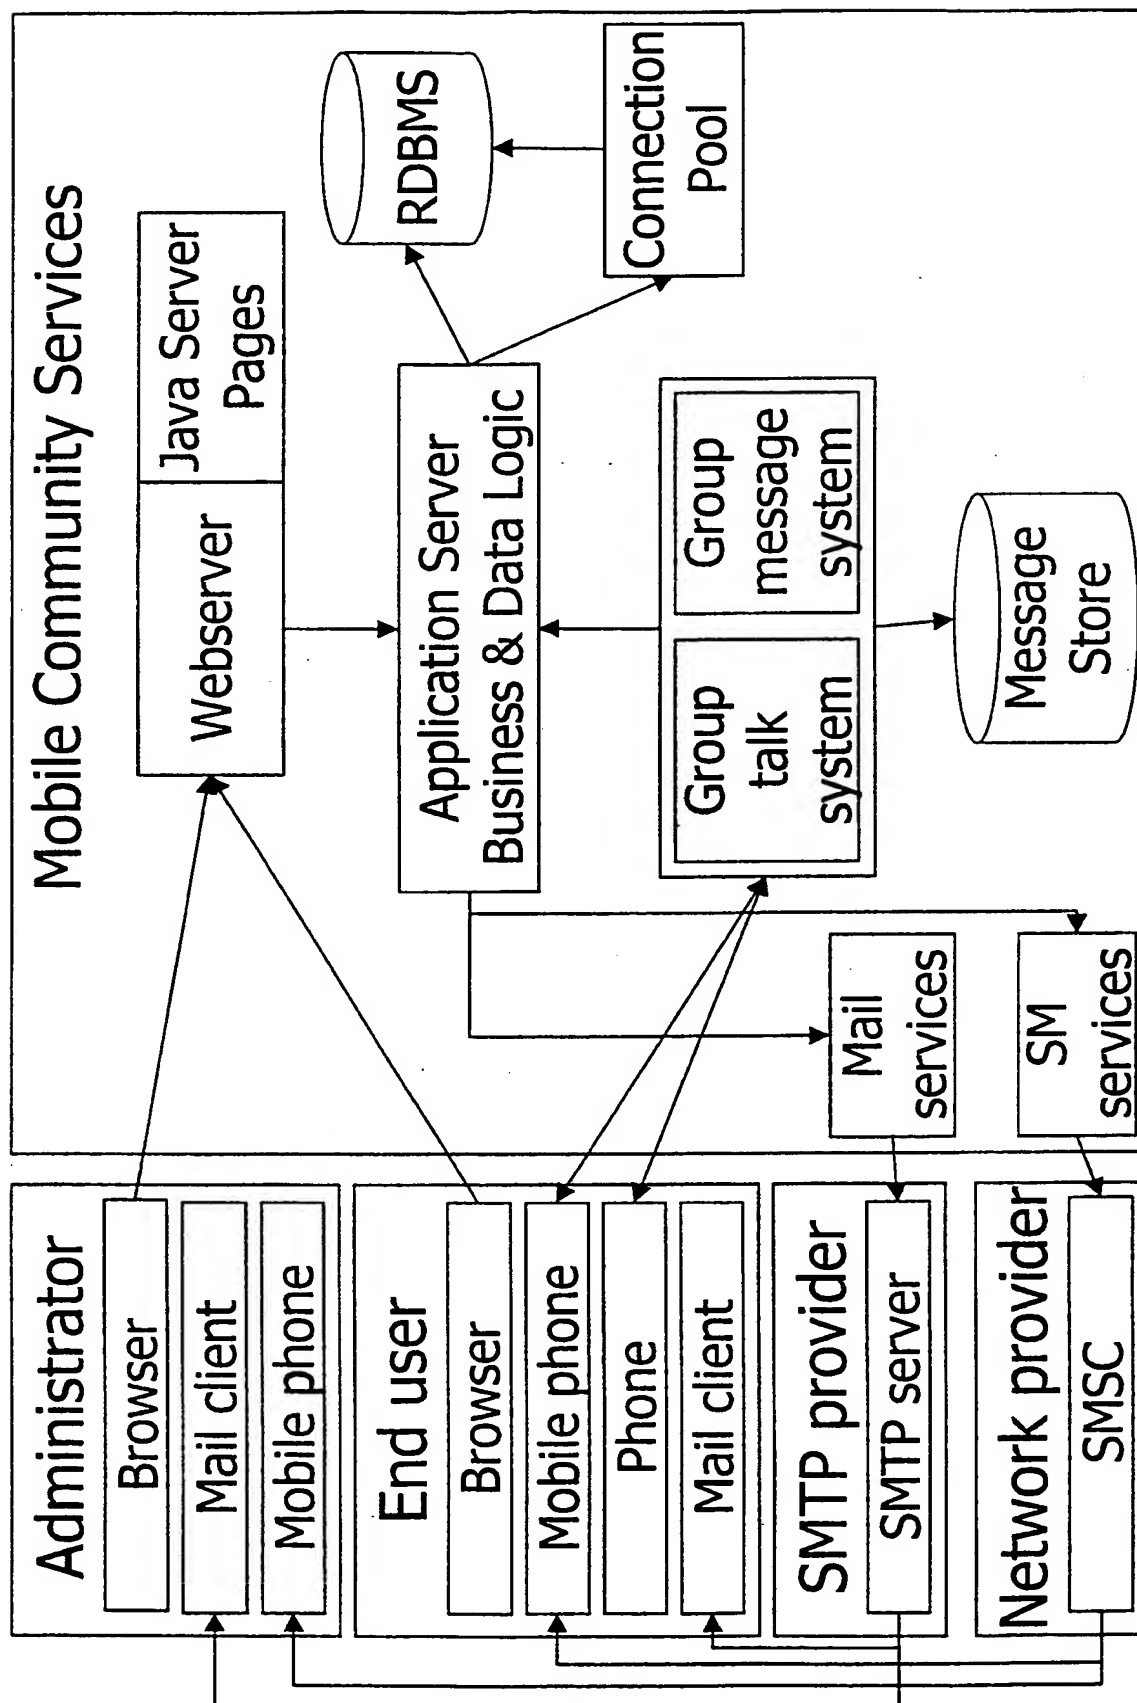 Mobile Community Services
Administrator
Browser
Mail client
Mobile phone
End user
Browser
Mobile phone
Phone
Mail client
SMTP provider
SMTP server
Network provider
SMSC
Webserver
Java Server
Pages
Application Server
Business & Data Logic
RDBMS
Connection
Pool
Group
talk
system
Group
message
system
Mail
services
SM
services
Message
Store